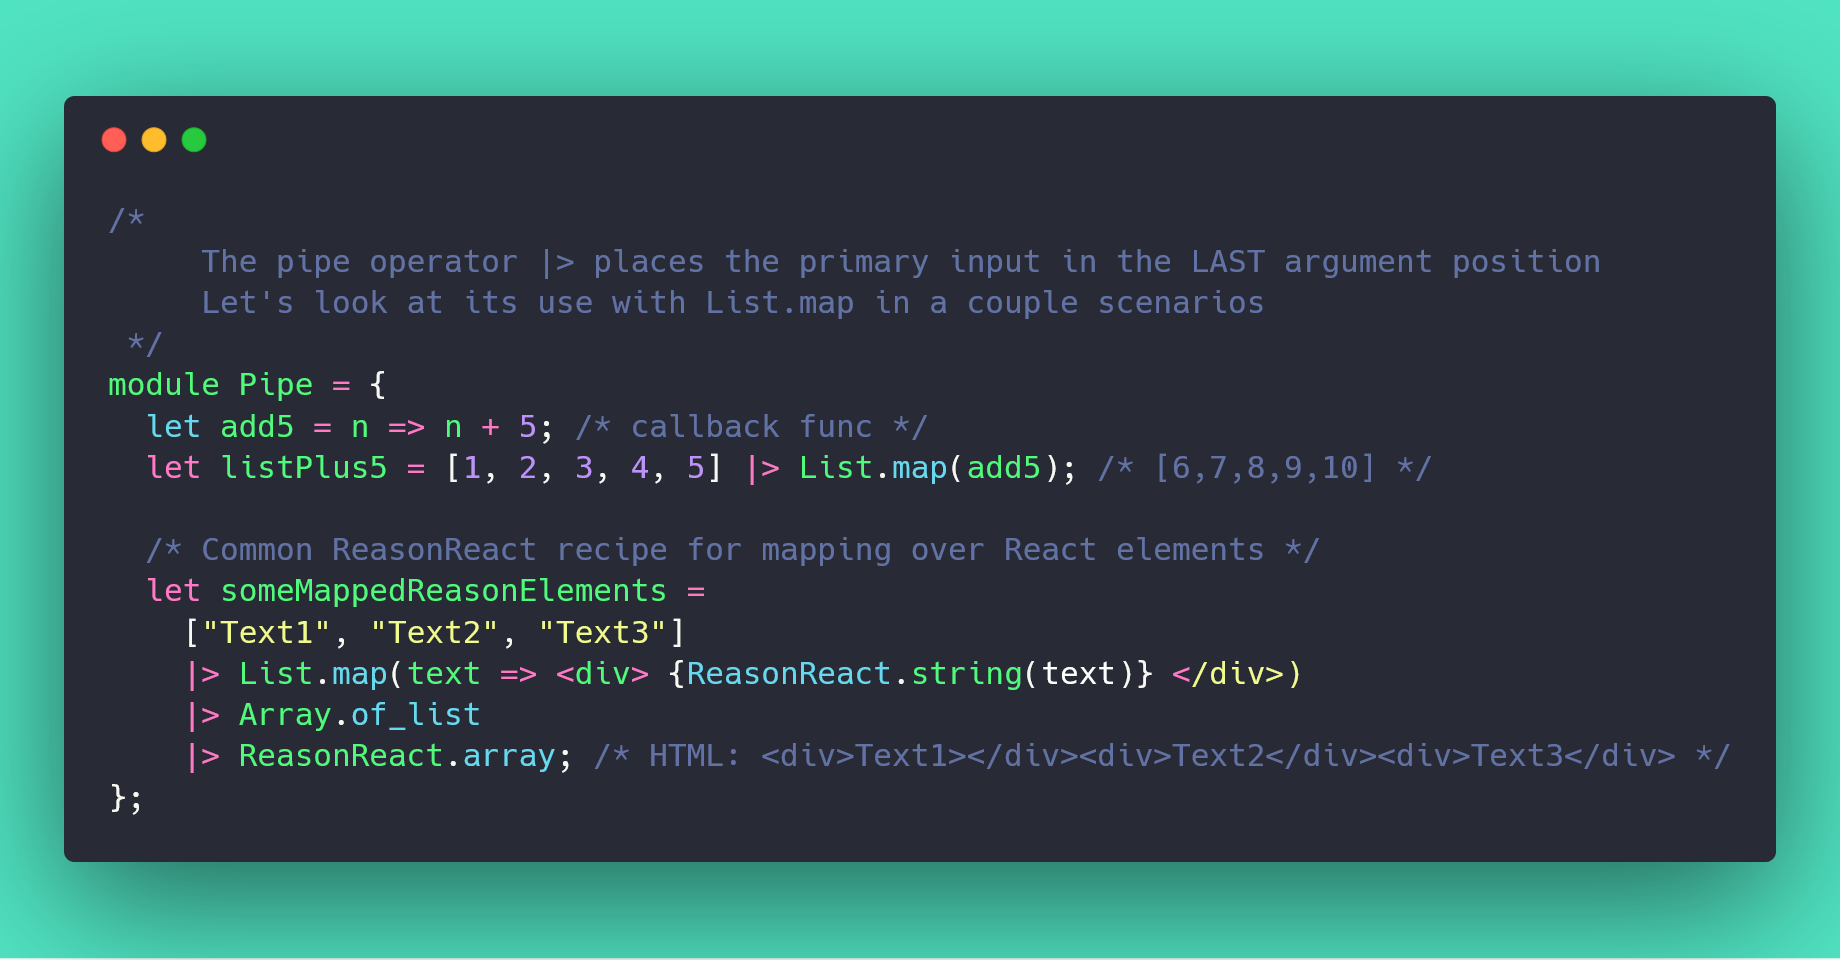 /*
     The pipe operator |> places the primary input in the LAST argument position
     Let's look at its use with List.map in a couple scenarios
 */
module Pipe = {
  let add5 = n => n + 5; /* callback func */
  let listPlus5 = [1, 2, 3, 4, 5] |> List.map(add5); /* [6,7,8,9,10] */

  /* Common ReasonReact recipe for mapping over React elements */
  let someMappedReasonElements =
    ["Text1", "Text2", "Text3"]
    |> List.map(text => <div> {ReasonReact.string(text)} </div>)
    |> Array.of_list
    |> ReasonReact.array; /* HTML: <div>Text1></div><div>Text2</div><div>Text3</div> */
};